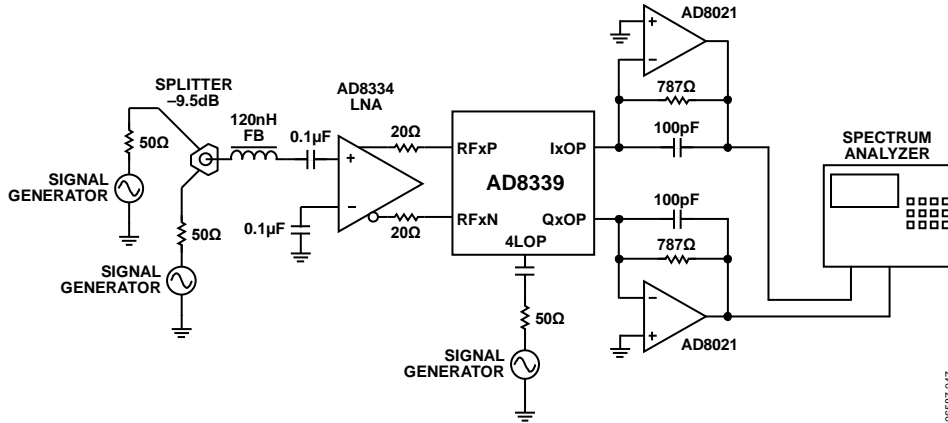 AD8021
SPLITTER
–9.5dB
50Ω
SIGNAL
GENERATOR
50Ω
SIGNAL
GENERATOR
120nH
FB
0.1µF
0.1µF
AD8334
LNA
+
–
20Ω
20Ω
RFxP
RFxN
AD8339
4LOP
IxOP
QxOP
50Ω
SIGNAL
GENERATOR
+
–
787Ω
100pF
100pF
787Ω
–
+
AD8021
SPECTRUM
ANALYZER